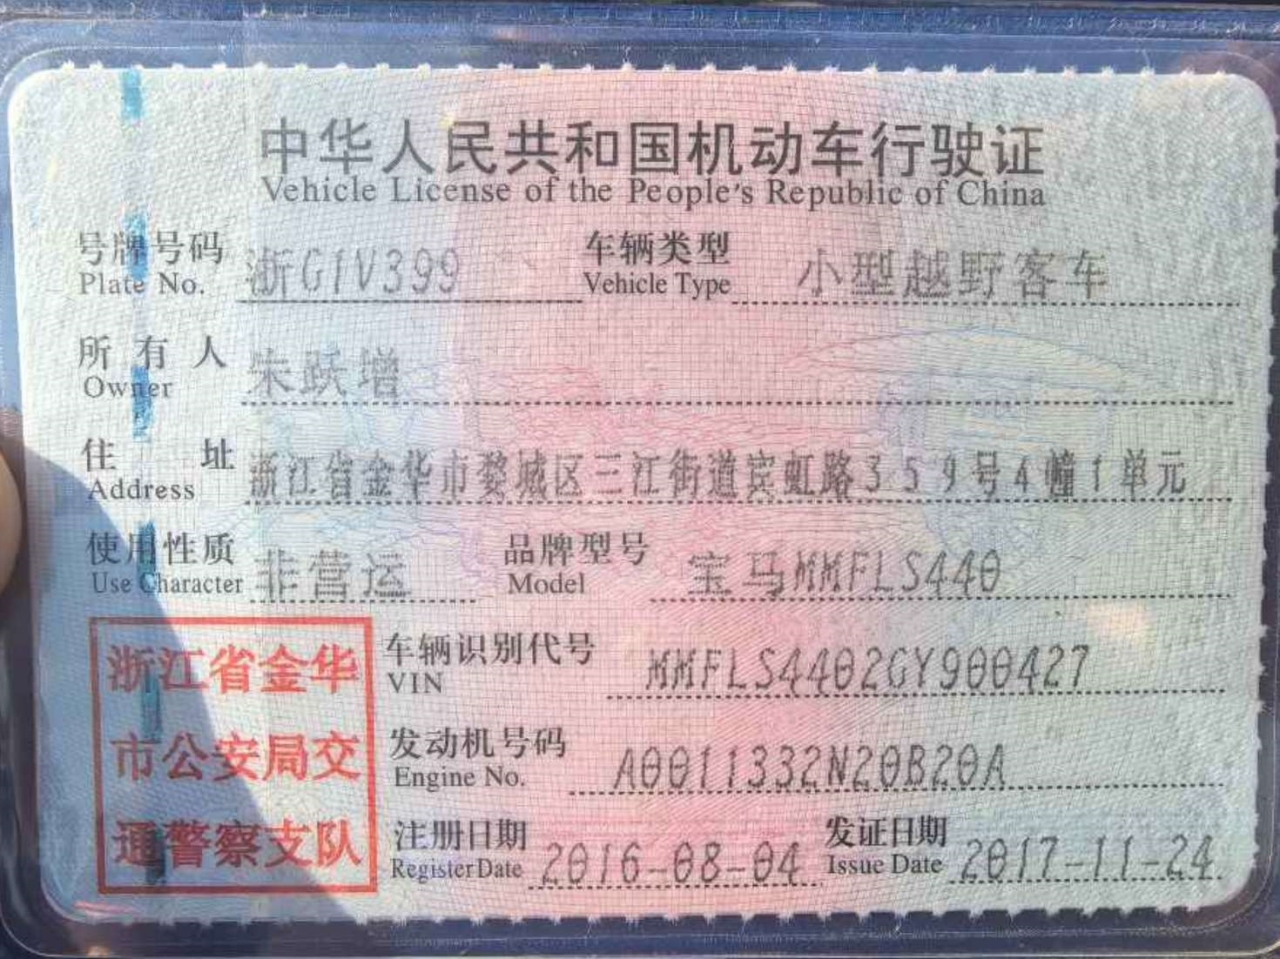 中华人民共和国机动车行驶证
Vehicle License of the People's Republic of China
号牌号码 浙G1V399 车辆类型 小型越野客车
Plate No. Vehicle Type
所有人 朱跃增
Owner
住址 浙江省金华市婺城区三江街道宾虹路359号4幢1单元
Address
使用性质 非营运 品牌型号 宝马MMFLS440
Use Character Model
浙江省金华
市公安局交
通警察支队
车辆识别代号 MMFLS4402GY900427
VIN
发动机号码 A0011332N20B20A
Engine No.
注册日期 2016-08-04 发证日期 2017-11-24
Register Date Issue Date